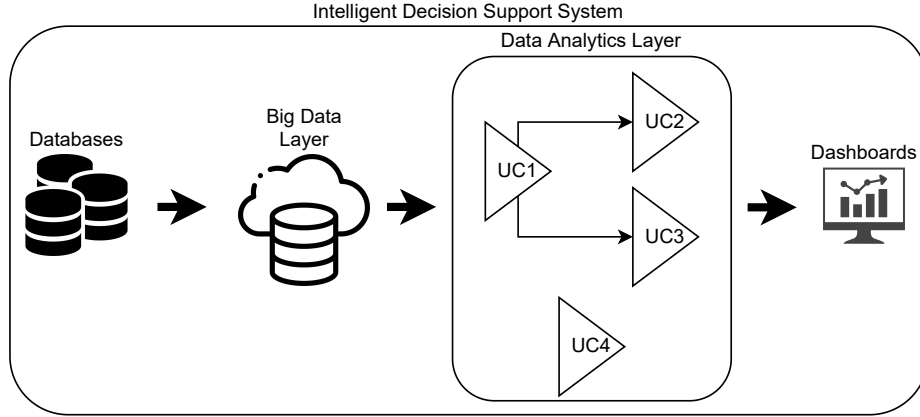 Intelligent Decision Support System
Data Analytics Layer
Databases
Big Data
Layer
UC1
UC2
UC3
UC4
Dashboards